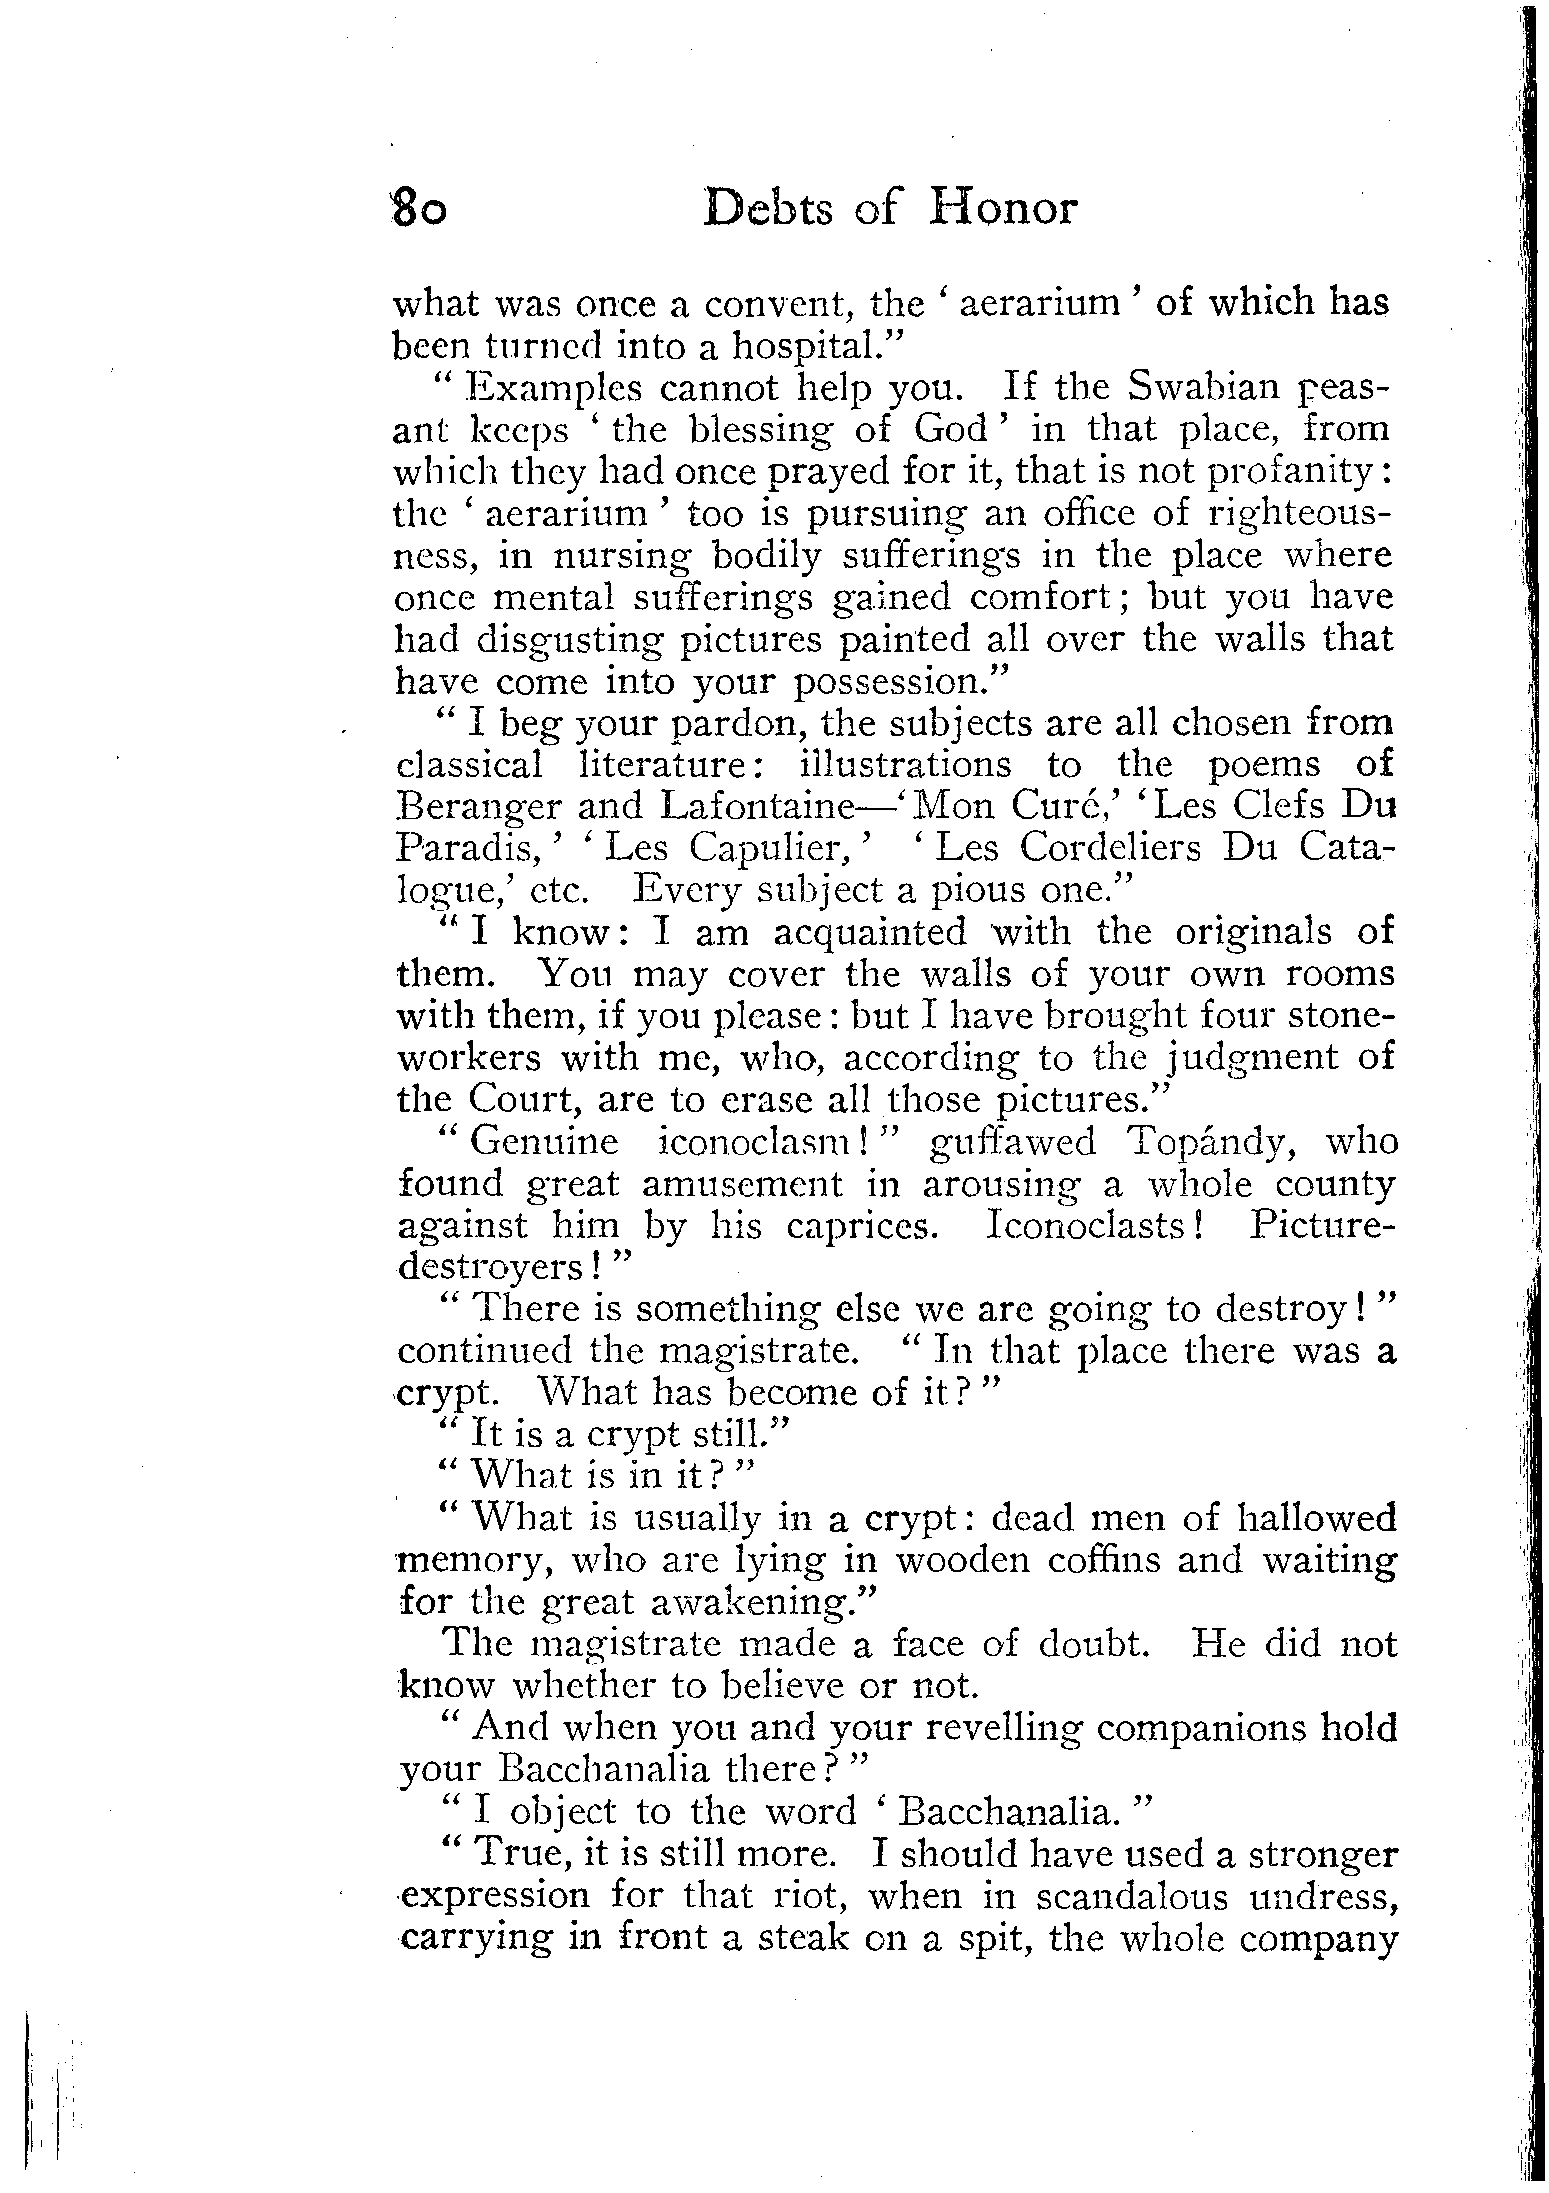 80 Debts of Honor
what was once a convent, the ‘ aerarium ’ of which has
been turned into a hospital.”
“ Examples cannot help you. If the Swabian peas-
ant keeps ‘ the blessing of God ’ in that place, from
which they had once prayed for it, that is not profanity :
the ‘ aerarium ’ too is pursuing an office of righteous-
ness, in nursing bodily sufferings in the place where
once mental sufferings gained comfort ; but you have
had disgusting pictures painted all over the walls that
have come into your possession.”
“ I beg your pardon, the subjects are all chosen from
classical literature : illustrations to the poems of
Beranger and Lafontaine—‘Mon Curé,’ ‘Les Clefs Du
Paradis, ’ ‘ Les Capulier, ’ ‘ Les Cordeliers Du Cata-
logue,’ etc. Every subject a pious one.”
“ I know : I am acquainted with the originals of
them. You may cover the walls of your own rooms
with them, if you please : but I have brought four stone-
workers with me, who, according to the judgment of
the Court, are to erase all those pictures.”
“ Genuine iconoclasm ! ” guffawed Topándy, who
found great amusement in arousing a whole county
against him by his caprices. Iconoclasts ! Picture-
destroyers ! ”
“ There is something else we are going to destroy ! ”
continued the magistrate. “ In that place there was a
crypt. What has become of it ? ”
“ It is a crypt still.”
“ What is in it ? ”
“ What is usually in a crypt : dead men of hallowed
memory, who are lying in wooden coffins and waiting
for the great awakening.”
The magistrate made a face of doubt. He did not
know whether to believe or not.
“ And when you and your revelling companions hold
your Bacchanalia there ? ”
“ I object to the word ‘ Bacchanalia. ”
“ True, it is still more. I should have used a stronger
expression for that riot, when in scandalous undress,
carrying in front a steak on a spit, the whole company